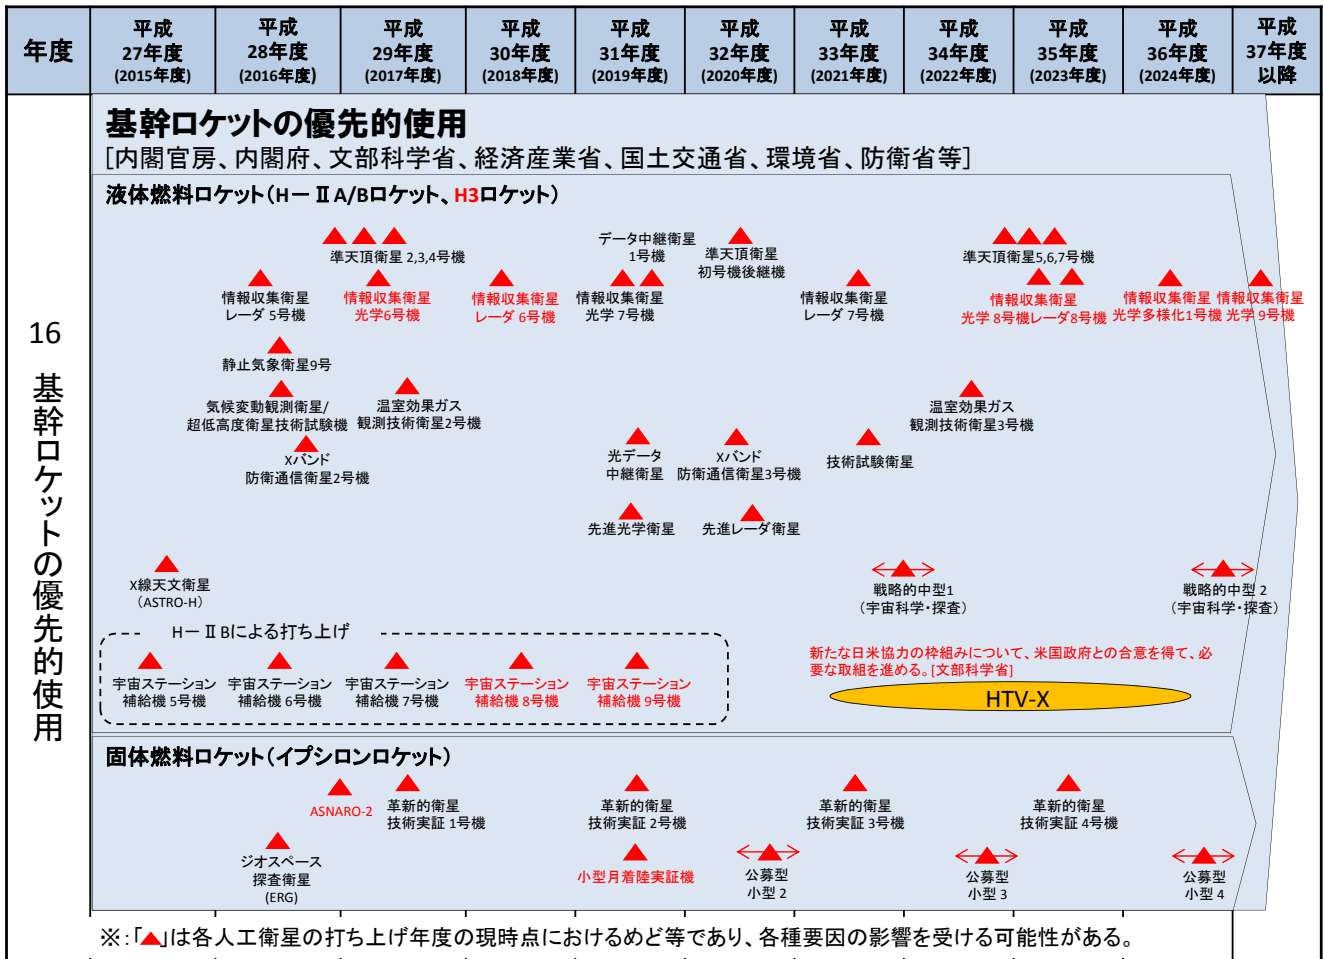 年度
平成
27年度
(2015年度)
平成
28年度
(2016年度)
平成
29年度
(2017年度)
平成
30年度
(2018年度)
平成
31年度
(2019年度)
平成
32年度
(2020年度)
平成
33年度
(2021年度)
平成
34年度
(2022年度)
平成
35年度
(2023年度)
平成
36年度
(2024年度)
平成
37年度
以降
16 基幹ロケットの優先的使用
基幹ロケットの優先的使用
[内閣官房、内閣府、文部科学省、経済産業省、国土交通省、環境省、防衛省等]
液体燃料ロケット(HーⅡA/Bロケット、H3ロケット)
準天頂衛星 2,3,4号機
データ中継衛星
1号機
準天頂衛星
初号機後継機
準天頂衛星5,6,7号機
情報収集衛星
レーダ 5号機
情報収集衛星
光学6号機
情報収集衛星
レーダ 6号機
情報収集衛星
光学 7号機
情報収集衛星
レーダ 7号機
情報収集衛星
光学 8号機レーダ8号機
情報収集衛星
光学多様化1号機
情報収集衛星
光学 9号機
静止気象衛星9号
気候変動観測衛星/
超低高度衛星技術試験機
温室効果ガス
観測技術衛星2号機
温室効果ガス
観測技術衛星3号機
Xバンド
防衛通信衛星2号機
光データ
中継衛星
Xバンド
防衛通信衛星3号機
技術試験衛星
先進光学衛星
先進レーダ衛星
X線天文衛星
(ASTRO-H)
戦略的中型1
(宇宙科学・探査)
戦略的中型 2
(宇宙科学・探査)
HーⅡBによる打ち上げ
宇宙ステーション
補給機 5号機
宇宙ステーション
補給機 6号機
宇宙ステーション
補給機 7号機
宇宙ステーション
補給機 8号機
宇宙ステーション
補給機 9号機
新たな日米協力の枠組みについて、米国政府との合意を得て、必
要な取組を進める。[文部科学省]
HTV-X
固体燃料ロケット(イプシロンロケット)
ASNARO-2
革新的衛星
技術実証 1号機
革新的衛星
技術実証 2号機
革新的衛星
技術実証 3号機
革新的衛星
技術実証 4号機
ジオスペース
探査衛星
(ERG)
小型月着陸実証機
公募型
小型 2
公募型
小型 3
公募型
小型 4
※:「▲」は各人工衛星の打ち上げ年度の現時点におけるめど等であり、各種要因の影響を受ける可能性がある。